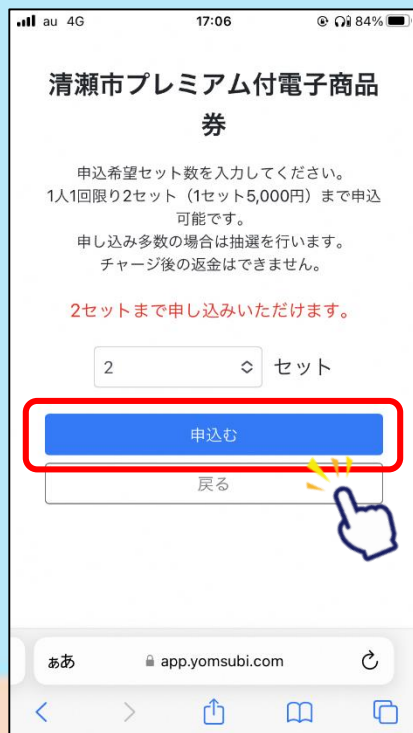 au 4G 17:06 84%
清瀬市プレミアム付電子商品
券
申込希望セット数を入力してください。
1人1回限り2セット（1セット5,000円）まで申込
可能です。
申し込み多数の場合は抽選を行います。
チャージ後の返金はできません。
2セットまで申し込みいただけます。
2 セット
申込む
戻る
ぁあ app.yomsubi.com